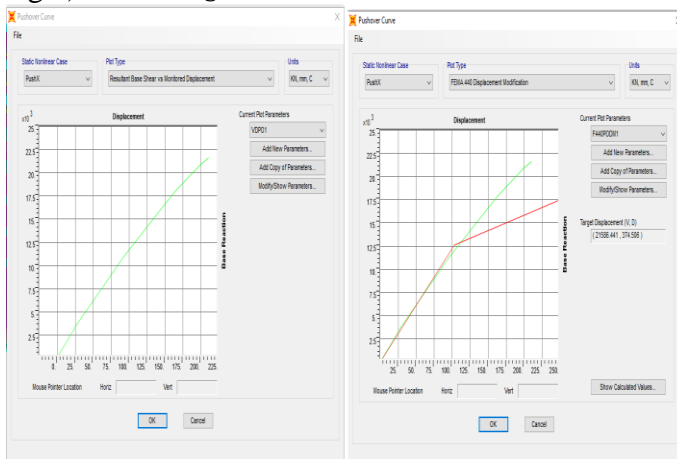 Pushover Curve
File
Static Nonlinear Case
PushX
Plot Type
Resultant Base Shear vs Monitored Displacement
Units
KN, mm, C
x10 3
Displacement
25.
22.5
20.
17.5
15.
12.5
10.
7.5
5.
2.5
0. 25. 50. 75. 100. 125. 150. 175. 200. 225.
Base Reaction
Current Plot Parameters
VDPO1
Add New Parameters...
Add Copy of Parameters...
Modify/Show Parameters...
Mouse Pointer Location
Horiz
Vert
OK
Cancel
Pushover Curve
File
Static Nonlinear Case
PushX
Plot Type
FEMA 440 Displacement Modification
Units
KN, mm, C
x10 3
Displacement
25.
22.5
20.
17.5
15.
12.5
10.
7.5
5.
2.5
25. 50. 75. 100. 125. 150. 175. 200. 225. 250.
Base Reaction
Current Plot Parameters
F440PODM1
Add New Parameters...
Add Copy of Parameters...
Modify/Show Parameters...
Target Displacement (V, D)
( 21586.441 , 374.596 )
Show Calculated Values...
Mouse Pointer Location
Horiz
Vert
OK
Cancel